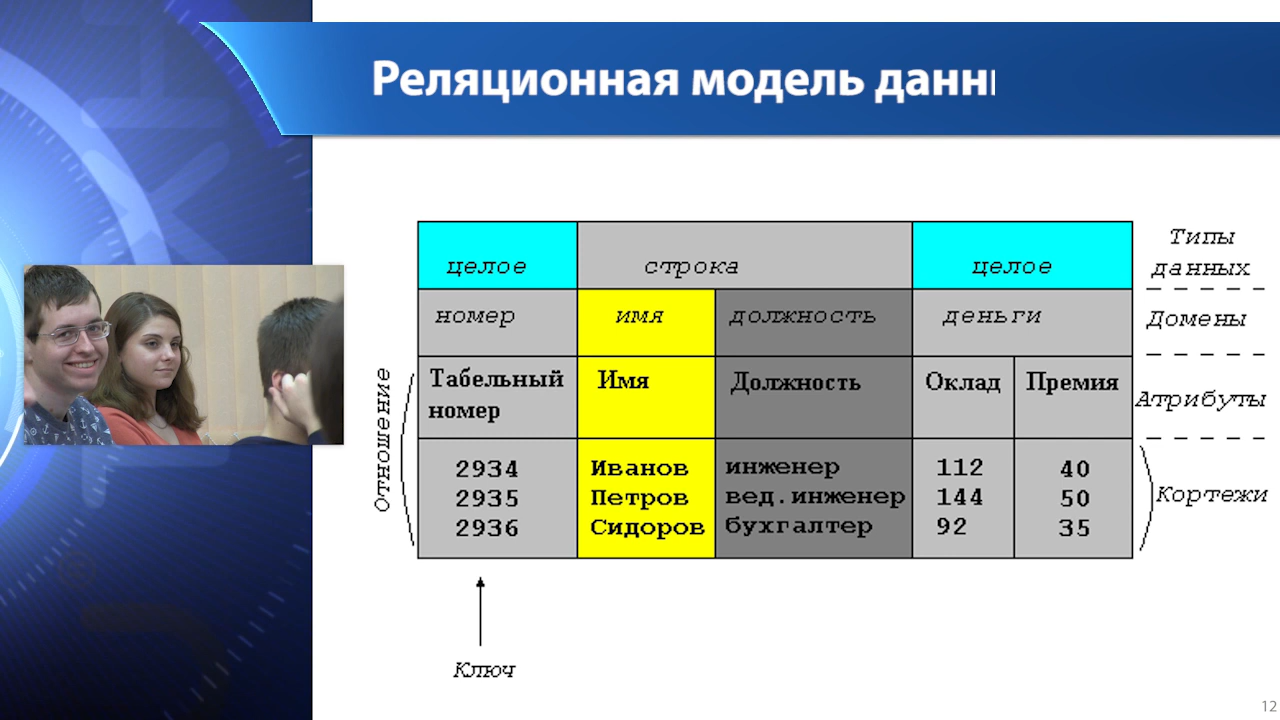 Реляционная модель данн
целое строка целое Типы данных
номер имя должность деньги Домены
Табельный номер Имя Должность Оклад Премия Атрибуты
Отношение
2934 Иванов инженер 112 40
2935 Петров вед.инженер 144 50
2936 Сидоров бухгалтер 92 35
Кортежи
Ключ
12